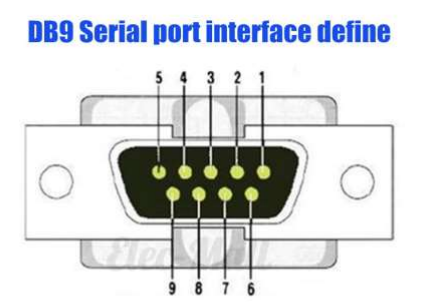 DB9 Serial port interface define
5 4 3 2 1
9 8 7 6